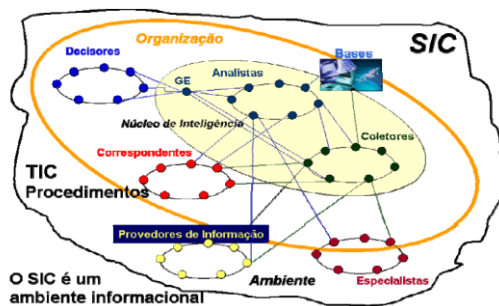 SIC
Organização
Decisores
Bases
Analistas
GE
Núcleo de Inteligência
Coletores
Correspondentes
TIC
Procedimentos
Provedores de Informação
Ambiente
Especialistas
O SIC é um
ambiente informacional